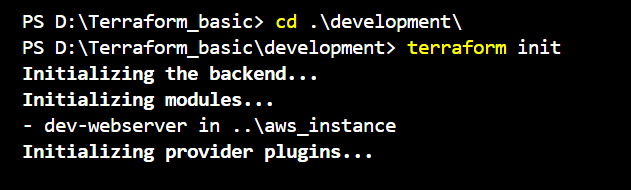 PS D:\Terraform_basic> cd .\development\
PS D:\Terraform_basic\development> terraform init
Initializing the backend...
Initializing modules...
- dev-webserver in ..\aws_instance
Initializing provider plugins...